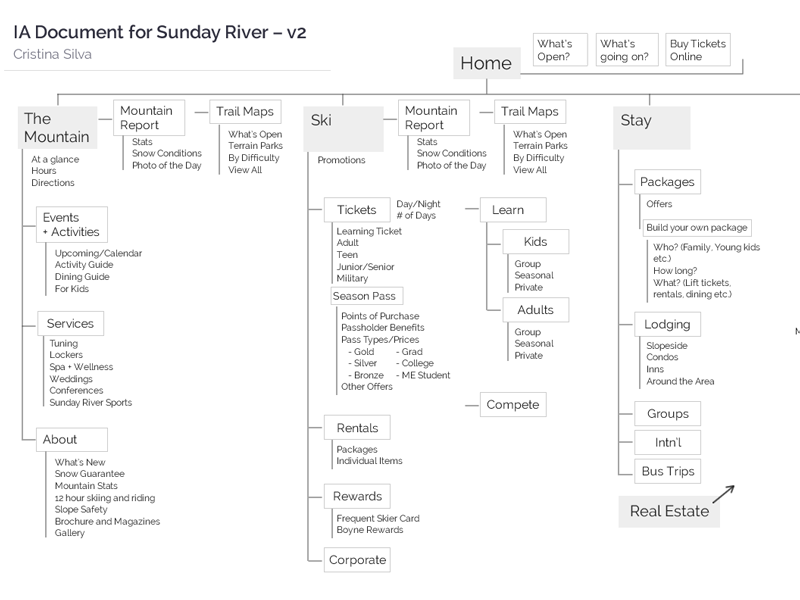 IA Document for Sunday River – v2
Cristina Silva
Home
What's
Open?
What's
going on?
Buy Tickets
Online
The
Mountain
At a glance
Hours
Directions
Mountain
Report
Stats
Snow Conditions
Photo of the Day
Trail Maps
What's Open
Terrain Parks
By Difficulty
View All
Events
+ Activities
Upcoming/Calendar
Activity Guide
Dining Guide
For Kids
Services
Tuning
Lockers
Spa + Wellness
Weddings
Conferences
Sunday River Sports
About
What's New
Snow Guarantee
Mountain Stats
12 hour skiing and riding
Slope Safety
Brochure and Magazines
Gallery
Ski
Promotions
Mountain
Report
Stats
Snow Conditions
Photo of the Day
Trail Maps
What's Open
Terrain Parks
By Difficulty
View All
Tickets
Day/Night
# of Days
Learning Ticket
Adult
Teen
Junior/Senior
Military
Season Pass
Points of Purchase
Passholder Benefits
Pass Types/Prices
- Gold - Grad
- Silver - College
- Bronze - ME Student
Other Offers
Rentals
Packages
Individual Items
Rewards
Frequent Skier Card
Boyne Rewards
Corporate
Learn
Kids
Group
Seasonal
Private
Adults
Group
Seasonal
Private
Compete
Stay
Packages
Offers
Build your own package
Who? (Family, Young kids
etc.)
How long?
What? (Lift tickets,
rentals, dining etc.)
Lodging
Slopeside
Condos
Inns
Around the Area
Groups
Intn'l
Bus Trips
Real Estate